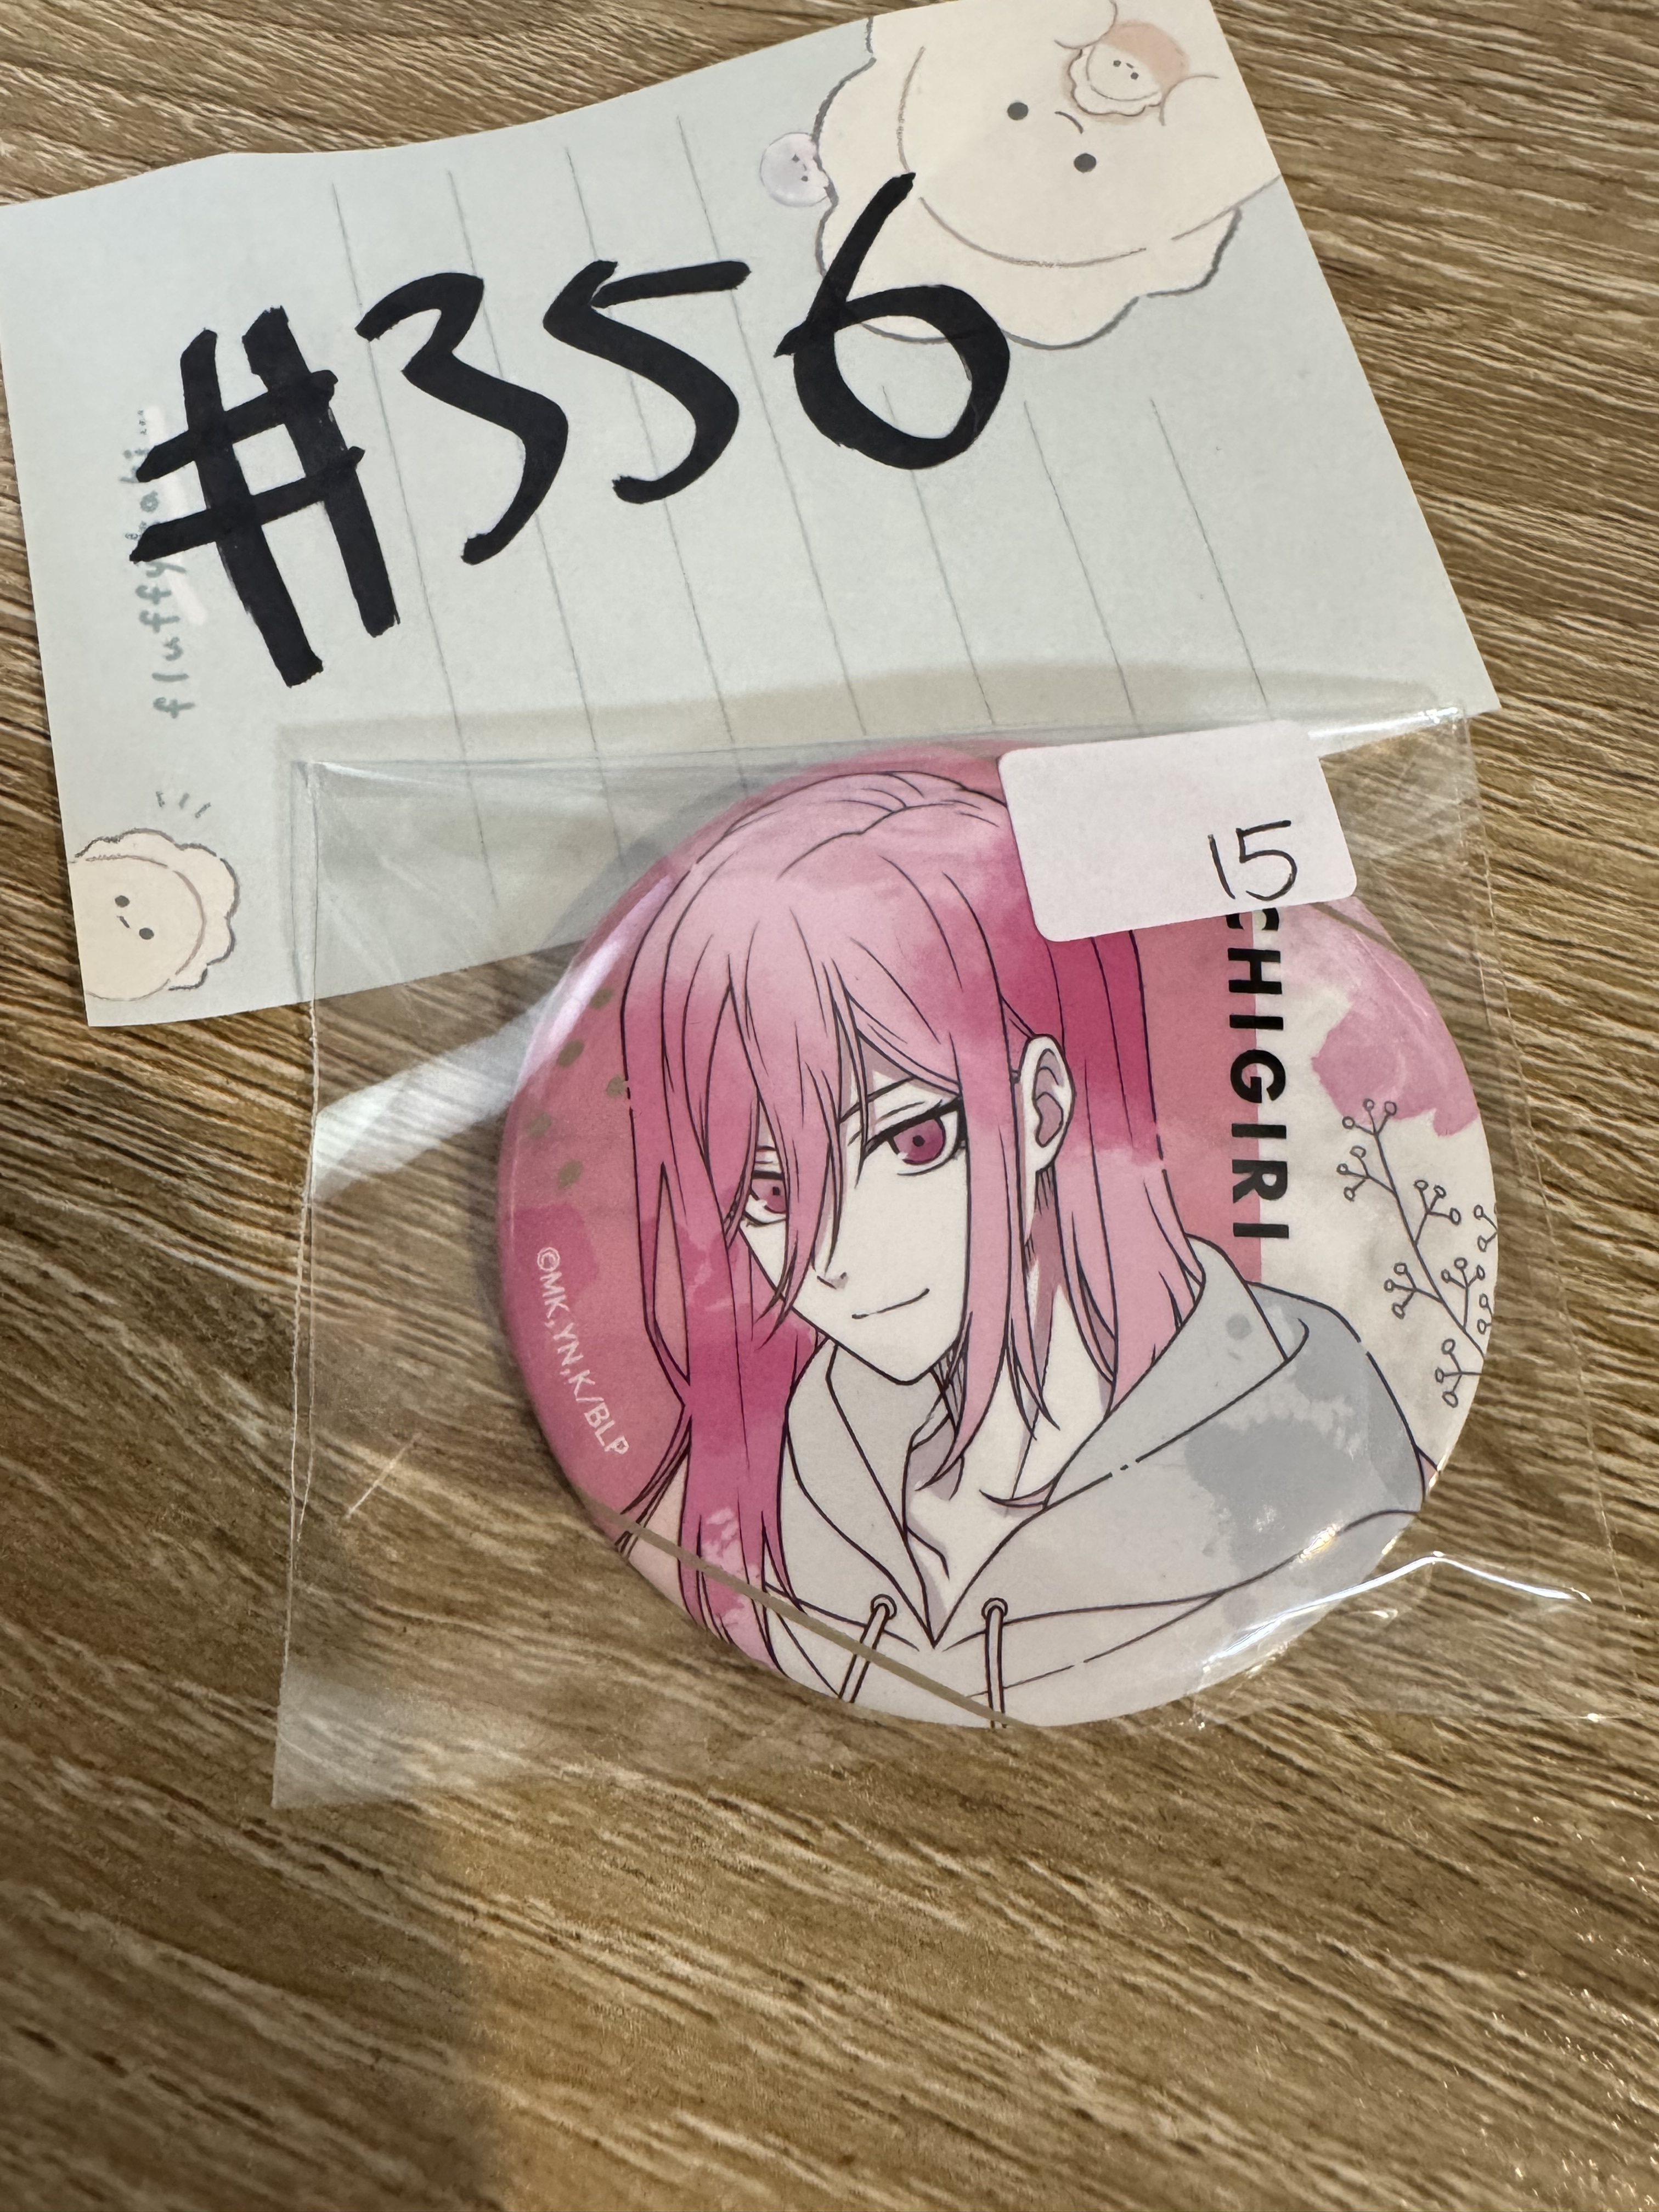 #356
fluffy
15
CHIGIRI
©MK,YN,K/BLP